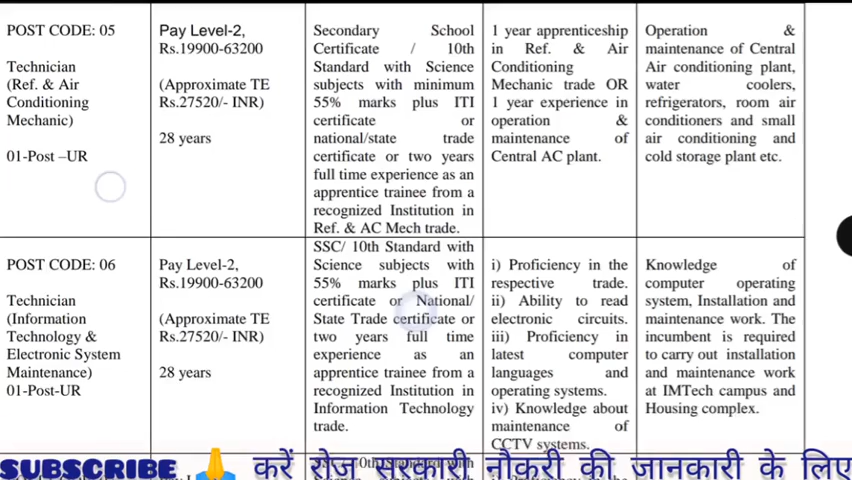 POST CODE: 05
Technician
(Ref. & Air
Conditioning
Mechanic)
01-Post –UR
Pay Level-2,
Rs.19900-63200
(Approximate TE
Rs.27520/- INR)
28 years
Secondary School
Certificate / 10th
Standard with Science
subjects with minimum
55% marks plus ITI
certificate or
national/state trade
certificate or two years
full time experience as an
apprentice trainee from a
recognized Institution in
Ref. & AC Mech trade.
1 year apprenticeship
in Ref. & Air
Conditioning
Mechanic trade OR
1 year experience in
operation &
maintenance of
Central AC plant.
Operation &
maintenance of Central
Air conditioning plant,
water coolers,
refrigerators, room air
conditioners and small
air conditioning and
cold storage plant etc.
POST CODE: 06
Technician
(Information
Technology &
Electronic System
Maintenance)
01-Post-UR
Pay Level-2,
Rs.19900-63200
(Approximate TE
Rs.27520/- INR)
28 years
SSC/ 10th Standard with
Science subjects with
55% marks plus ITI
certificate or National/
State Trade certificate or
two years full time
experience as an
apprentice trainee from a
recognized Institution in
Information Technology
trade.
i) Proficiency in the
respective trade.
ii) Ability to read
electronic circuits.
iii) Proficiency in
latest computer
languages and
operating systems.
iv) Knowledge about
maintenance of
CCTV systems.
Knowledge of
computer operating
system, Installation and
maintenance work. The
incumbent is required
to carry out installation
and maintenance work
at IMTech campus and
Housing complex.
SSC/ 10th Standard with
SUBSCRIBE 🙏 करें रोज़ सरकारी नौकरी की जानकारी के लिए